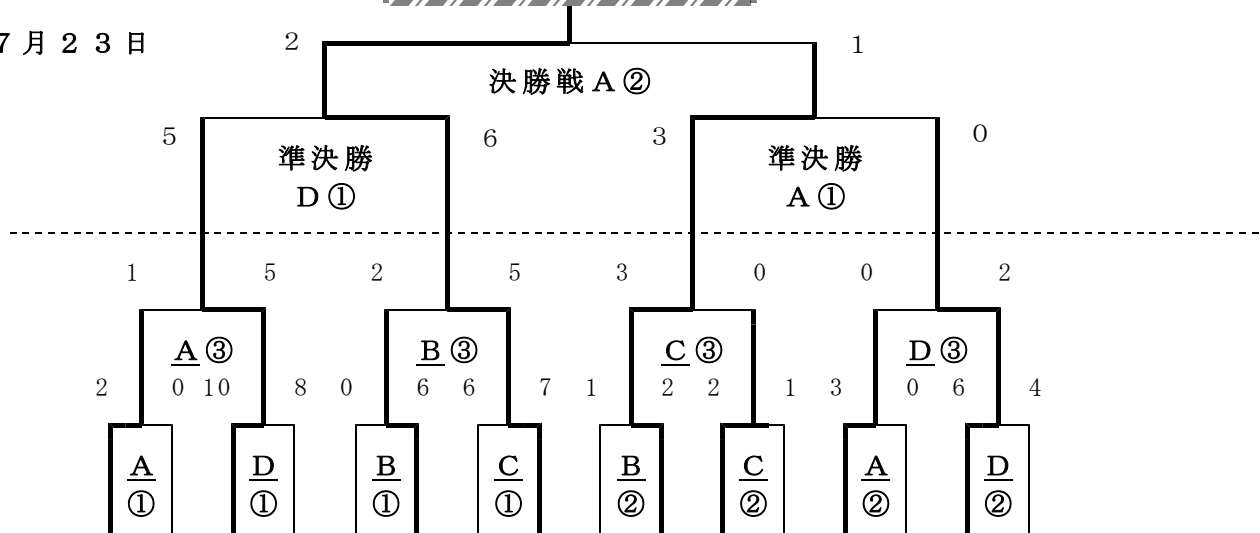 ７月２３日
2 1
決勝戦A②
5 6 3 0
準決勝 準決勝
D① A①
1 5 2 5 3 0 0 2
A③ B③ C③ D③
2 0 10 8 0 6 6 7 1 2 2 1 3 0 6 4
A D B C B C A D
① ① ① ① ② ② ② ②